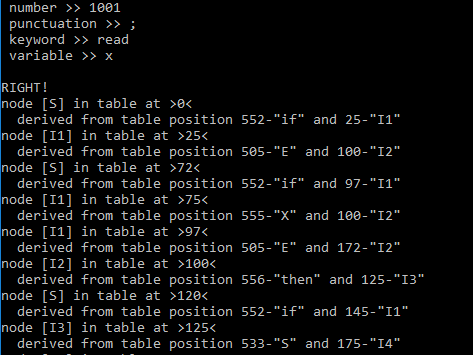 number >> 1001
punctuation >> ;
keyword >> read
variable >> x
RIGHT!
node [S] in table at >0<
derived from table position 552-"if" and 25-"I1"
node [I1] in table at >25<
derived from table position 505-"E" and 100-"I2"
node [S] in table at >72<
derived from table position 552-"if" and 97-"I1"
node [I1] in table at >75<
derived from table position 555-"X" and 100-"I2"
node [I1] in table at >97<
derived from table position 505-"E" and 172-"I2"
node [I2] in table at >100<
derived from table position 556-"then" and 125-"I3"
node [S] in table at >120<
derived from table position 552-"if" and 145-"I1"
node [I3] in table at >125<
derived from table position 533-"S" and 175-"I4"